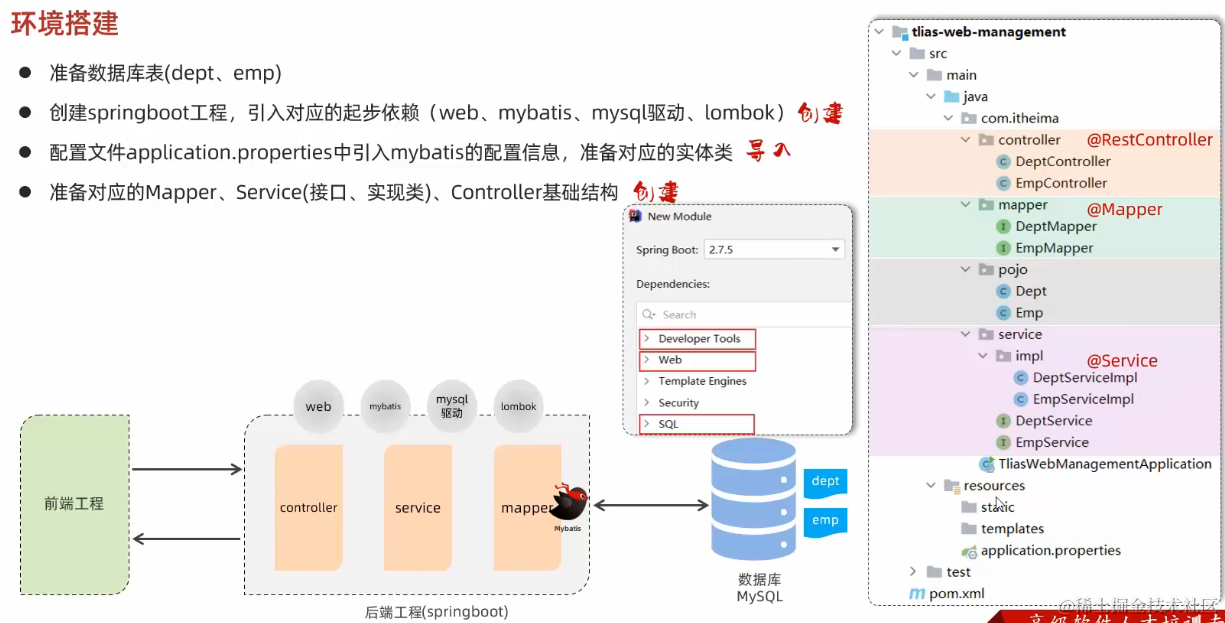 环境搭建
准备数据库表(dept、emp)
创建springboot工程，引入对应的起步依赖（web、mybatis、mysql驱动、lombok） 创建
配置文件application.properties中引入mybatis的配置信息，准备对应的实体类 导入
准备对应的Mapper、Service(接口、实现类)、Controller基础结构 创建
New Module
Spring Boot: 2.7.5
Dependencies:
Search
Developer Tools
Web
Template Engines
Security
SQL
前端工程
web
mybatis
mysql
驱动
lombok
controller
service
mapper
Mybatis
后端工程(springboot)
dept
emp
数据库
MySQL
tlias-web-management
src
main
java
com.itheima
controller @RestController
DeptController
EmpController
mapper @Mapper
DeptMapper
EmpMapper
pojo
Dept
Emp
service
impl @Service
DeptServiceImpl
EmpServiceImpl
DeptService
EmpService
TliasWebManagementApplication
resources
static
templates
application.properties
test
pom.xml
@稀土掘金技术社区
高级软件人才培训专